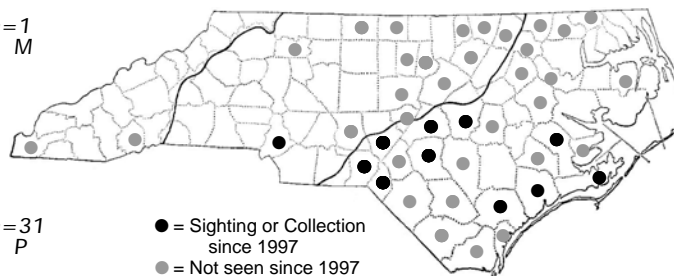 =1
M
=31
P
● = Sighting or Collection
since 1997
● = Not seen since 1997